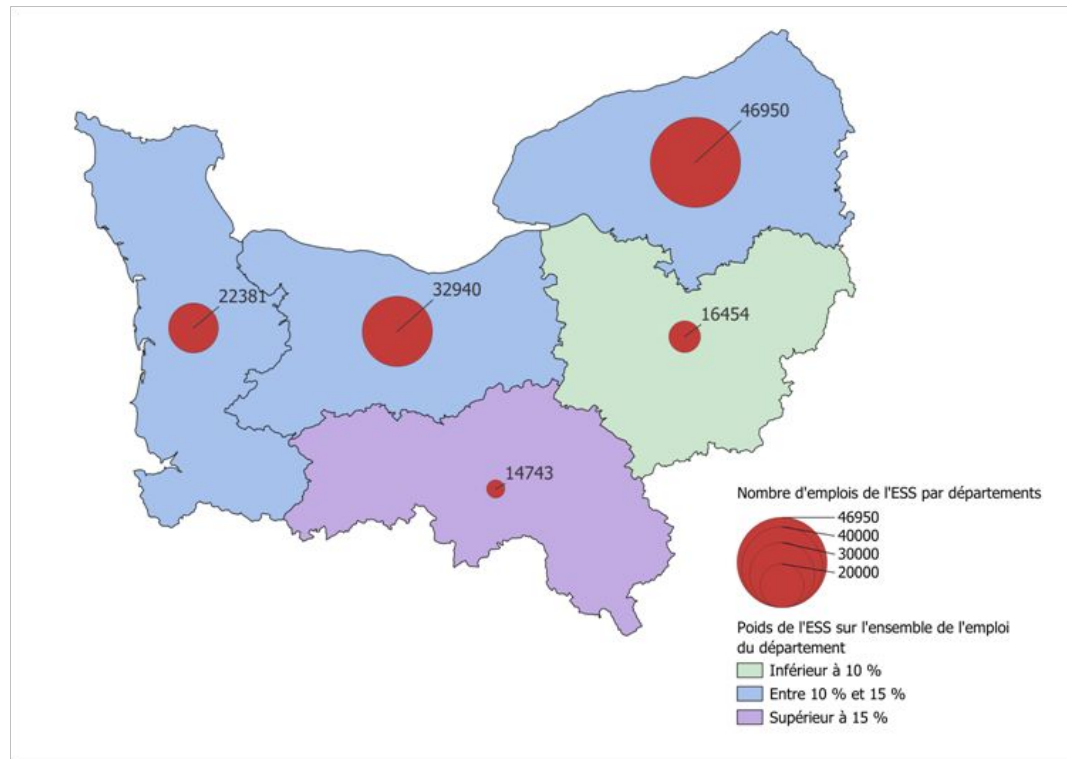 46950
22381
32940
16454
14743
Nombre d'emplois de l'ESS par départements
46950
40000
30000
20000
Poids de l'ESS sur l'ensemble de l'emploi
du département
Inférieur à 10 %
Entre 10 % et 15 %
Supérieur à 15 %